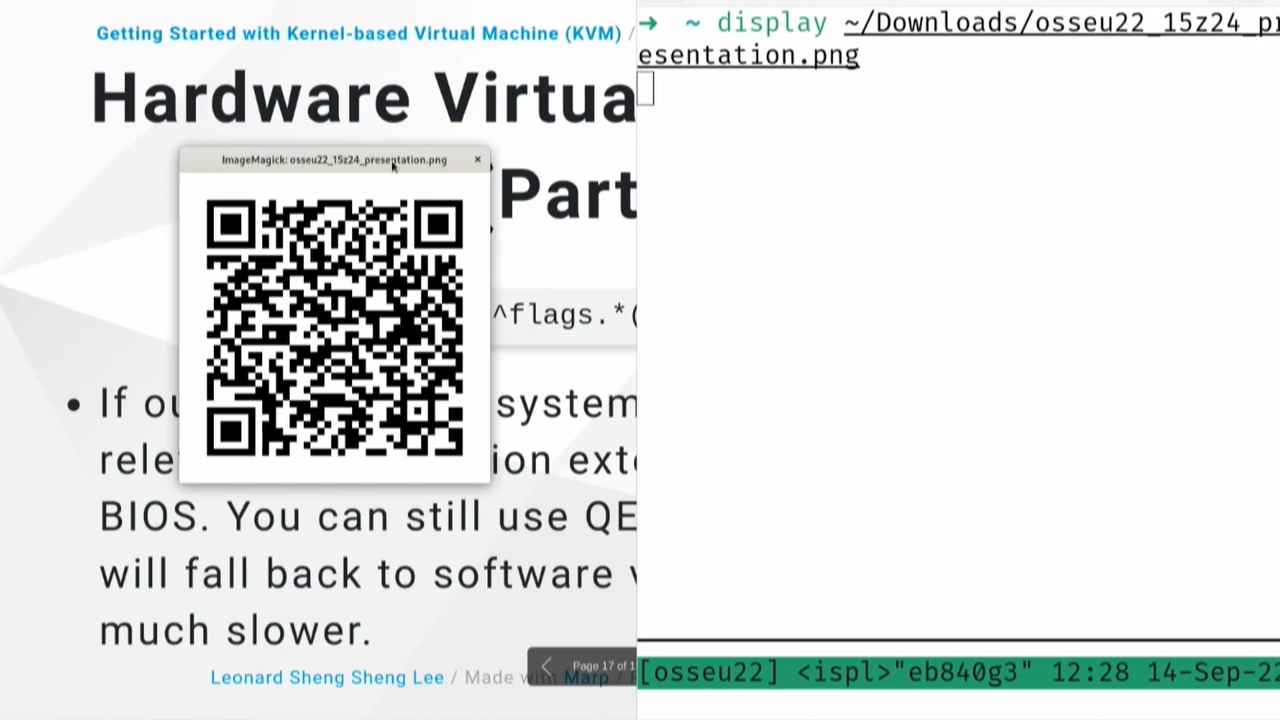 Getting Started with Kernel-based Virtual Machine (KVM) /
Hardware Virtua
Part
ImageMagick: osseu22_15z24_presentation.png ×
^flags.*(
• If ou system
rele ion exte
BIOS. You can still use QE
will fall back to software v
much slower.
Leonard Sheng Sheng Lee / Made with Marp /
Page 17 of 1
➜ ~ display ~/Downloads/osseu22_15z24_pr
esentation.png
[osseu22] <ispl>"eb840g3" 12:28 14-Sep-22